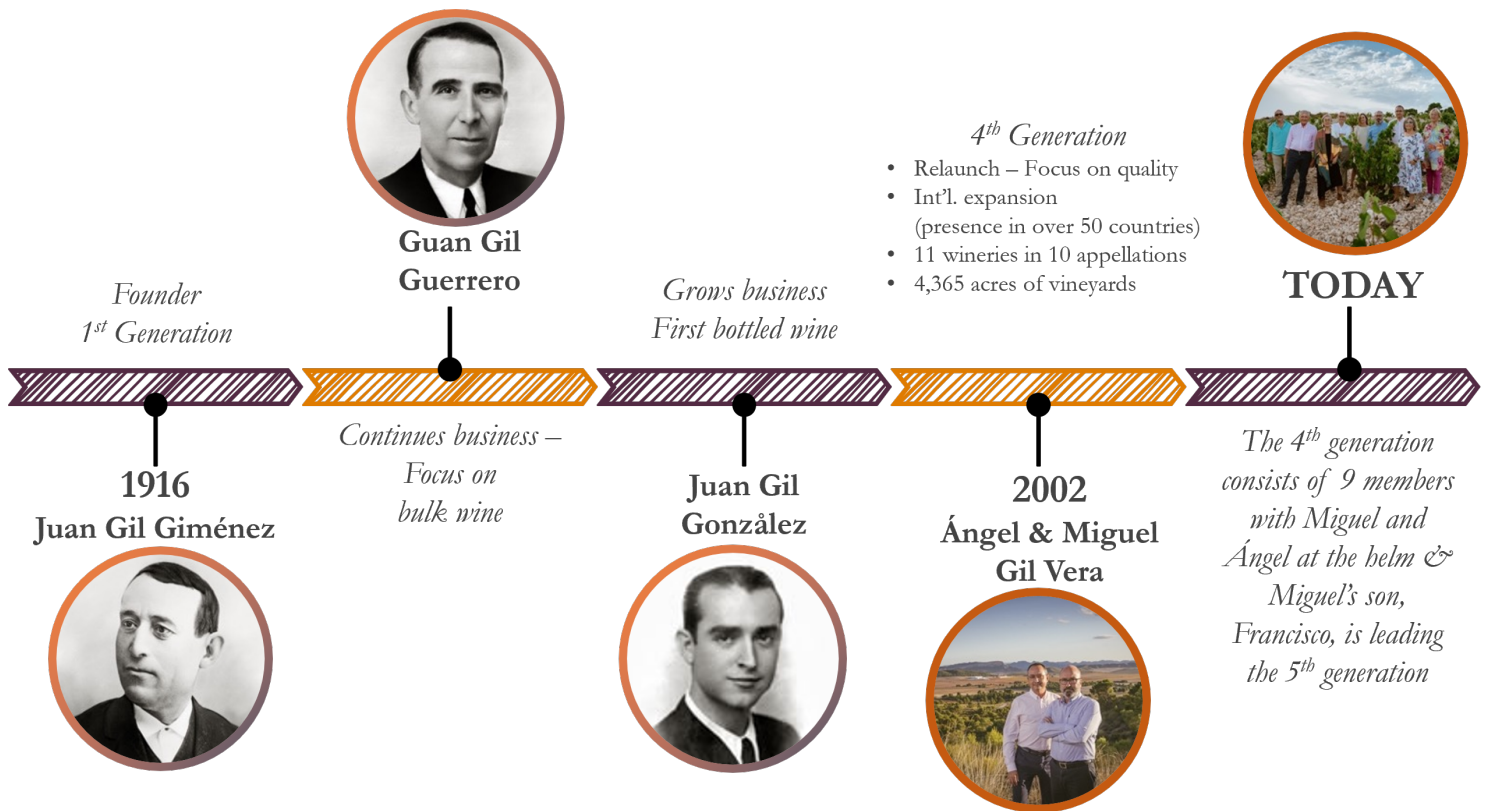 Founder
1st Generation
1916
Juan Gil Giménez
Guan Gil
Guerrero
Continues business –
Focus on
bulk wine
Grows business
First bottled wine
Juan Gil
Gonzålez
4th Generation
• Relaunch – Focus on quality
• Int'l. expansion
(presence in over 50 countries)
• 11 wineries in 10 appellations
• 4,365 acres of vineyards
2002
Ángel & Miguel
Gil Vera
TODAY
The 4th generation
consists of 9 members
with Miguel and
Ángel at the helm &
Miguel's son,
Francisco, is leading
the 5th generation